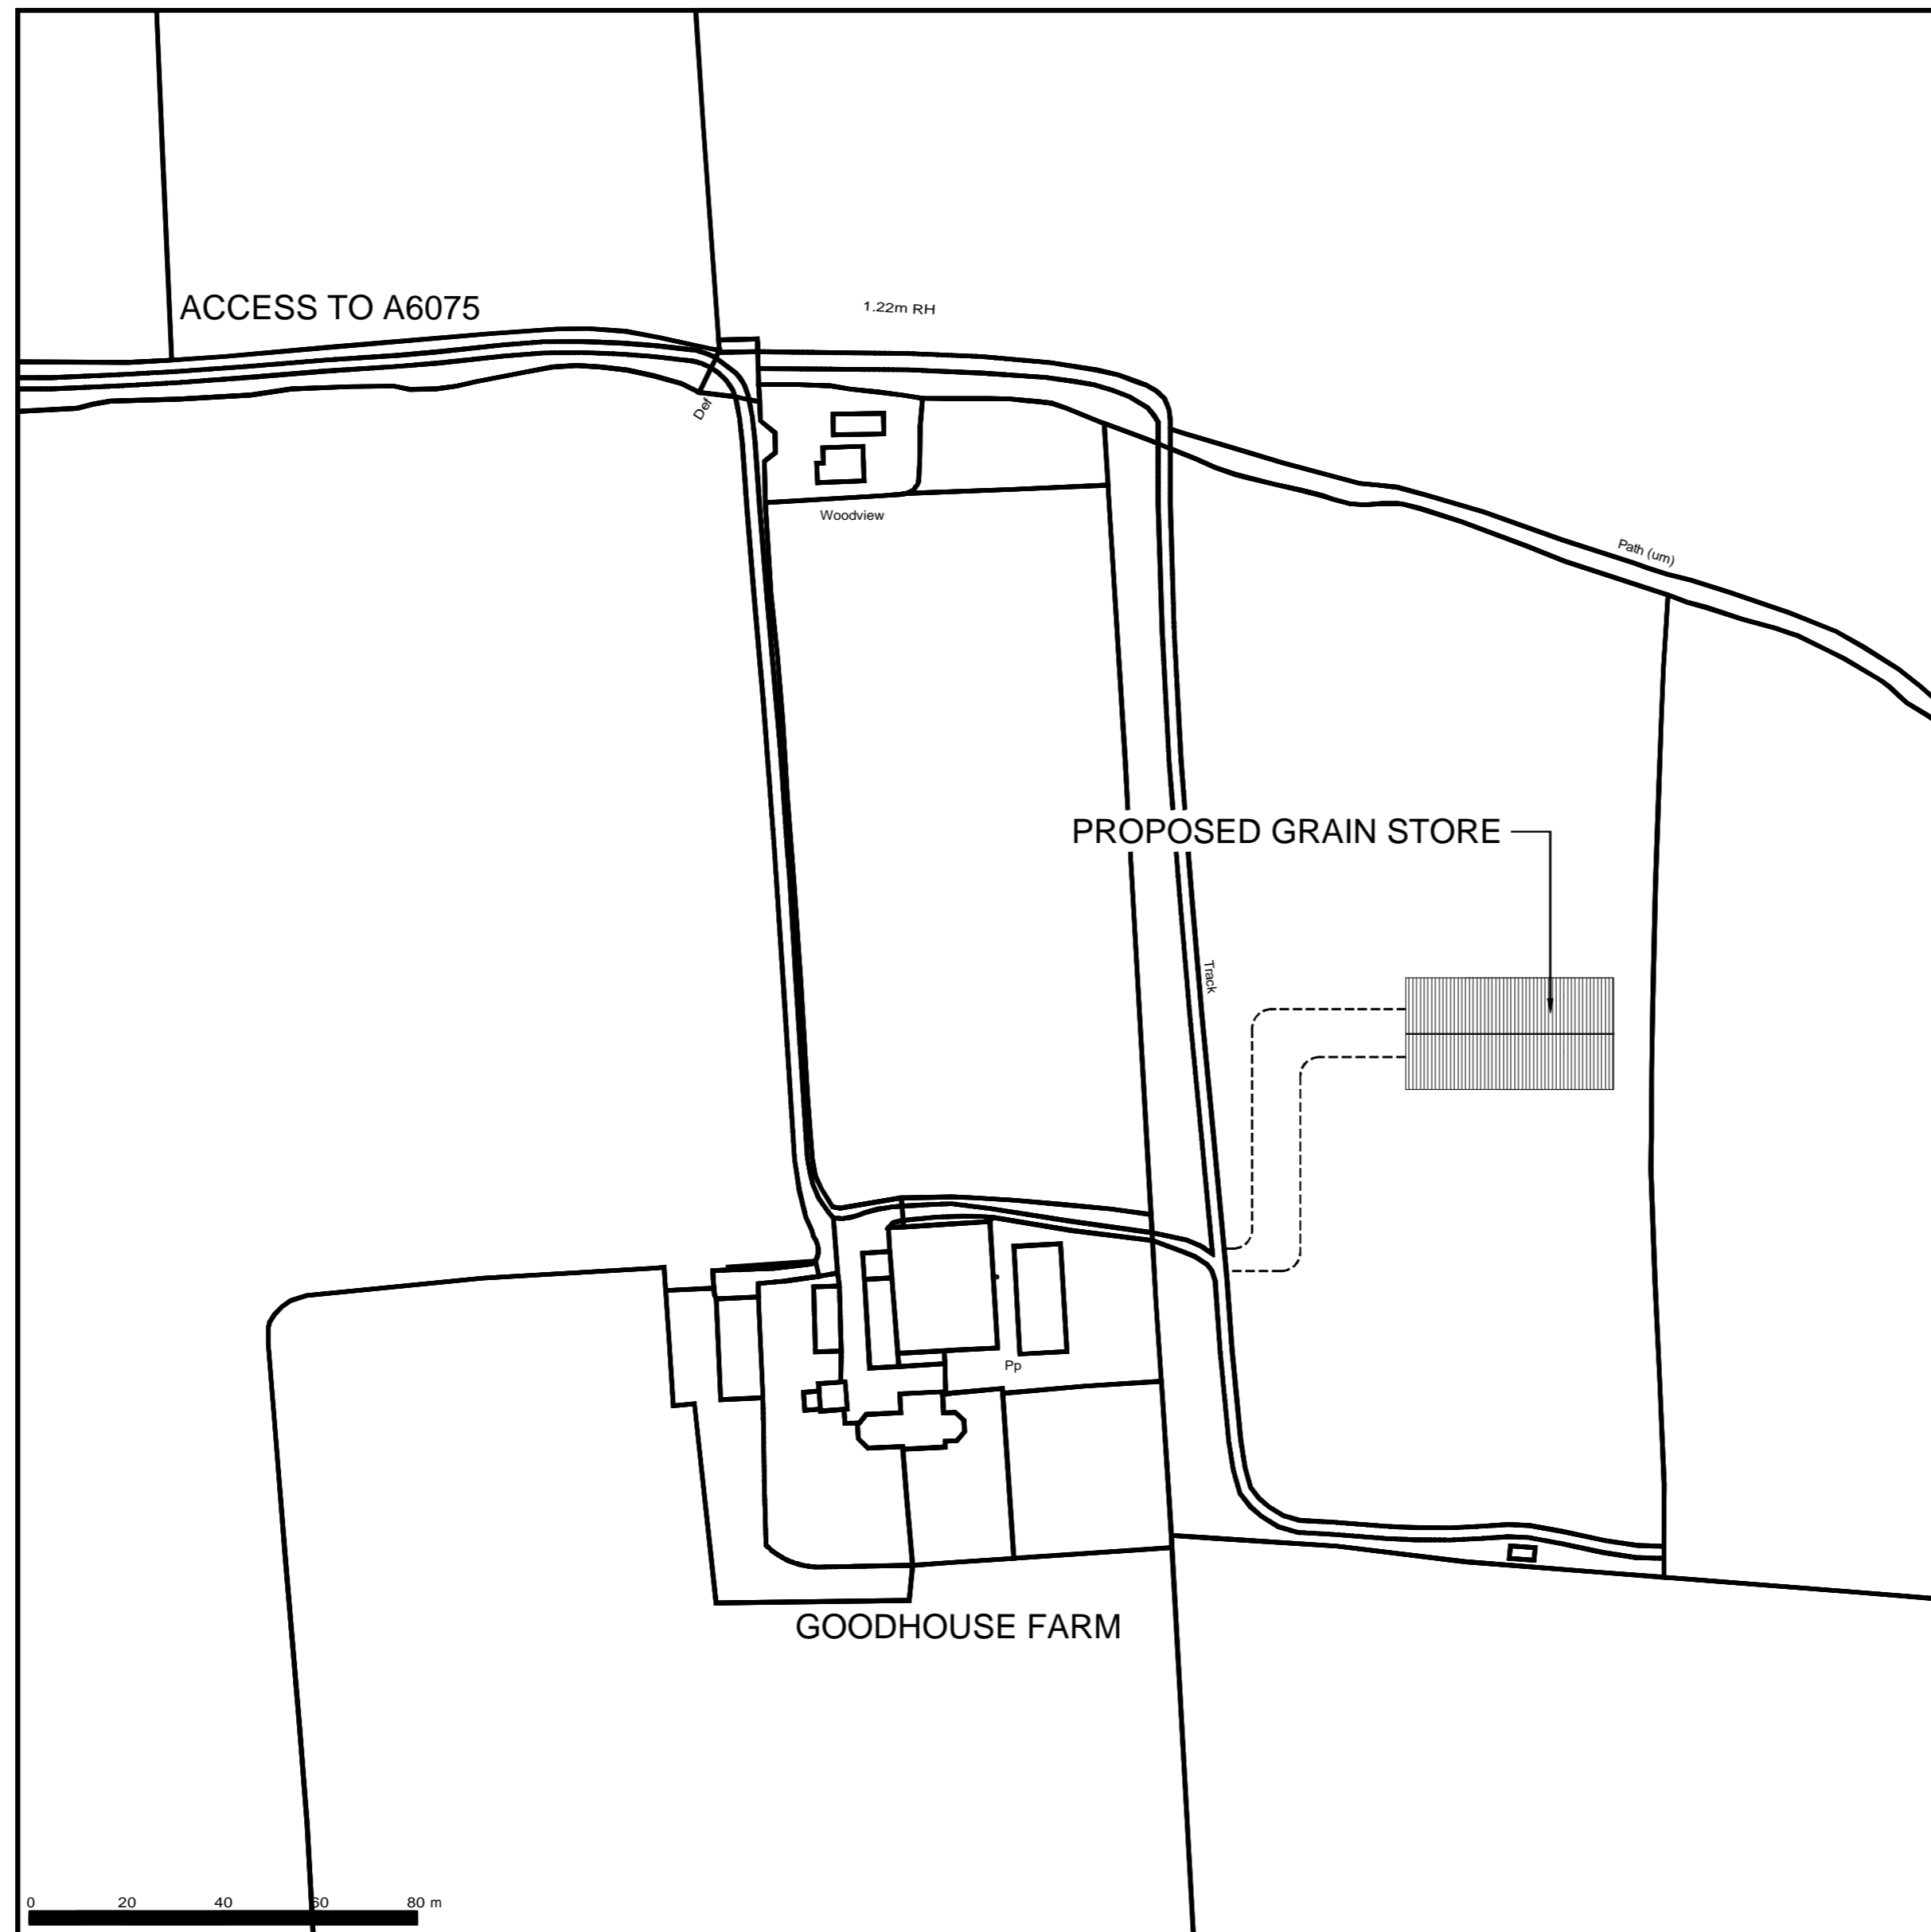 ACCESS TO A6075
1.22m RH
Def
Woodview
Path (um)
PROPOSED GRAIN STORE
Track
Pp
GOODHOUSE FARM
0 20 40 60 80 m